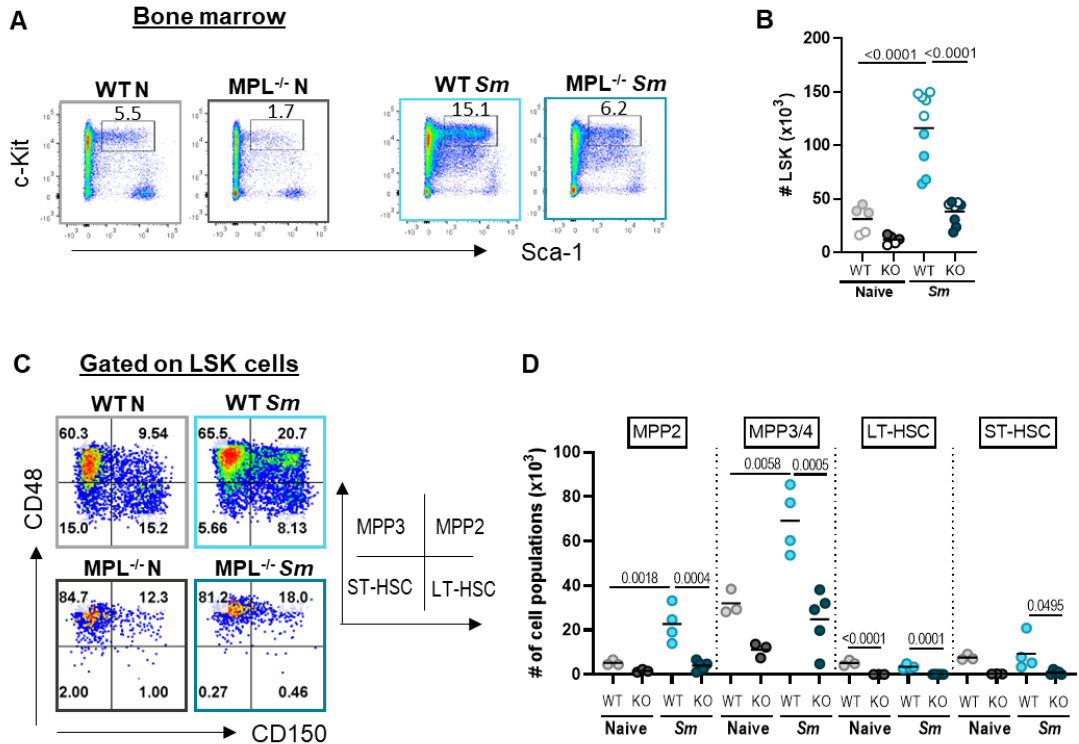 A
Bone marrow
WT N
MPL-/- N
WT Sm
MPL-/- Sm
5.5
1.7
15.1
6.2
c-Kit
Sca-1
B
# LSK (x10³)
200
150
100
50
0
<0.0001
<0.0001
WT KO WT KO
Naive Sm
C
Gated on LSK cells
WT N
WT Sm
60.3 9.54
65.5 20.7
15.0 15.2
5.66 8.13
CD48
MPP3 MPP2
ST-HSC LT-HSC
MPL-/- N
MPL-/- Sm
84.7 12.3
81.2 18.0
2.00 1.00
0.27 0.46
CD150
D
MPP2
MPP3/4
LT-HSC
ST-HSC
# of cell populations (x10³)
100
80
60
40
20
0
0.0018
0.0004
0.0058
0.0005
<0.0001
0.0001
0.0495
WT KO WT KO WT KO WT KO WT KO WT KO WT KO WT KO
Naive Sm Naive Sm Naive Sm Naive Sm